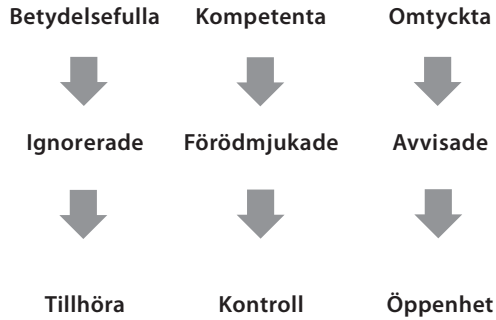 Betydelsefulla Kompetenta Omtyckta
Ignorerade Förödmjukade Avvisade
Tillhöra Kontroll Öppenhet